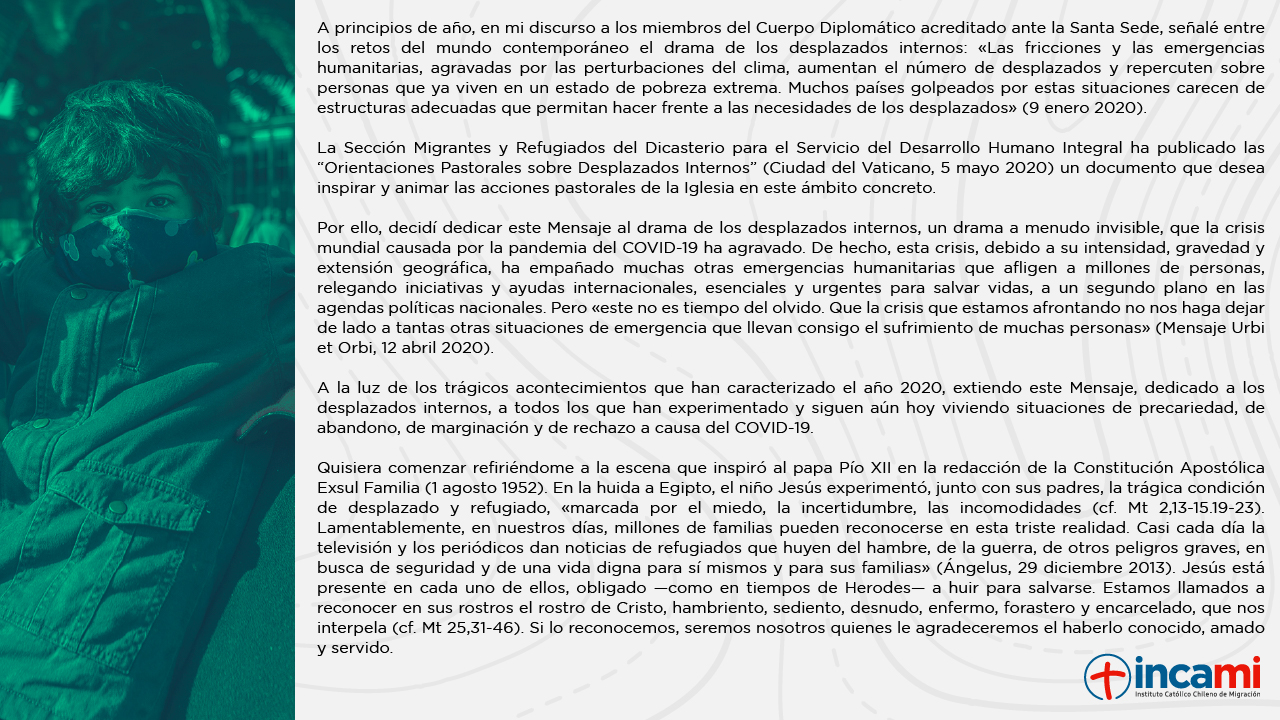 A principios de año, en mi discurso a los miembros del Cuerpo Diplomático acreditado ante la Santa Sede, señalé entre
los retos del mundo contemporáneo el drama de los desplazados internos: «Las fricciones y las emergencias
humanitarias, agravadas por las perturbaciones del clima, aumentan el número de desplazados y repercuten sobre
personas que ya viven en un estado de pobreza extrema. Muchos países golpeados por estas situaciones carecen de
estructuras adecuadas que permitan hacer frente a las necesidades de los desplazados» (9 enero 2020).
La Sección Migrantes y Refugiados del Dicasterio para el Servicio del Desarrollo Humano Integral ha publicado las
“Orientaciones Pastorales sobre Desplazados Internos” (Ciudad del Vaticano, 5 mayo 2020) un documento que desea
inspirar y animar las acciones pastorales de la Iglesia en este ámbito concreto.
Por ello, decidí dedicar este Mensaje al drama de los desplazados internos, un drama a menudo invisible, que la crisis
mundial causada por la pandemia del COVID-19 ha agravado. De hecho, esta crisis, debido a su intensidad, gravedad y
extensión geográfica, ha empañado muchas otras emergencias humanitarias que afligen a millones de personas,
relegando iniciativas y ayudas internacionales, esenciales y urgentes para salvar vidas, a un segundo plano en las
agendas políticas nacionales. Pero «este no es tiempo del olvido. Que la crisis que estamos afrontando no nos haga dejar
de lado a tantas otras situaciones de emergencia que llevan consigo el sufrimiento de muchas personas» (Mensaje Urbi
et Orbi, 12 abril 2020).
A la luz de los trágicos acontecimientos que han caracterizado el año 2020, extiendo este Mensaje, dedicado a los
desplazados internos, a todos los que han experimentado y siguen aún hoy viviendo situaciones de precariedad, de
abandono, de marginación y de rechazo a causa del COVID-19.
Quisiera comenzar refiriéndome a la escena que inspiró al papa Pío XII en la redacción de la Constitución Apostólica
Exsul Familia (1 agosto 1952). En la huida a Egipto, el niño Jesús experimentó, junto con sus padres, la trágica condición
de desplazado y refugiado, «marcada por el miedo, la incertidumbre, las incomodidades (cf. Mt 2,13-15.19-23).
Lamentablemente, en nuestros días, millones de familias pueden reconocerse en esta triste realidad. Casi cada día la
televisión y los periódicos dan noticias de refugiados que huyen del hambre, de la guerra, de otros peligros graves, en
busca de seguridad y de una vida digna para sí mismos y para sus familias» (Ángelus, 29 diciembre 2013). Jesús está
presente en cada uno de ellos, obligado —como en tiempos de Herodes— a huir para salvarse. Estamos llamados a
reconocer en sus rostros el rostro de Cristo, hambriento, sediento, desnudo, enfermo, forastero y encarcelado, que nos
interpela (cf. Mt 25,31-46). Si lo reconocemos, seremos nosotros quienes le agradeceremos el haberlo conocido, amado
y servido.
incami
Instituto Católico Chileno de Migración